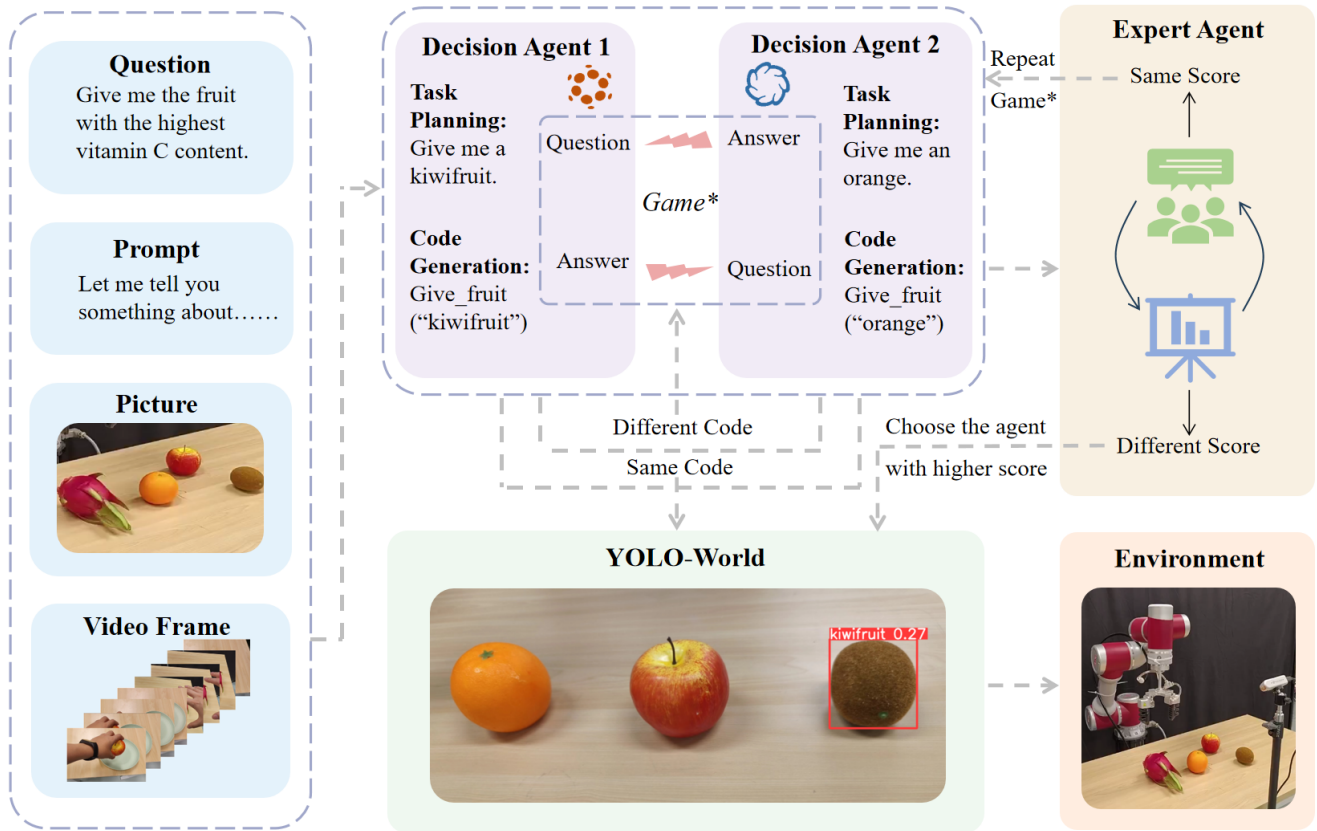 Question
Give me the fruit
with the highest
vitamin C content.
Prompt
Let me tell you
something about……
Picture
Video Frame
Decision Agent 1
Task
Planning:
Give me a
kiwifruit.
Code
Generation:
Give_fruit
(“kiwifruit”)
Question
Answer
Game*
Answer
Question
Decision Agent 2
Task
Planning:
Give me an
orange.
Code
Generation:
Give_fruit
(“orange”)
Different Code
Same Code
Repeat
Game*
Expert Agent
Same Score
Different Score
Choose the agent
with higher score
YOLO-World
kiwifruit 0.27
Environment